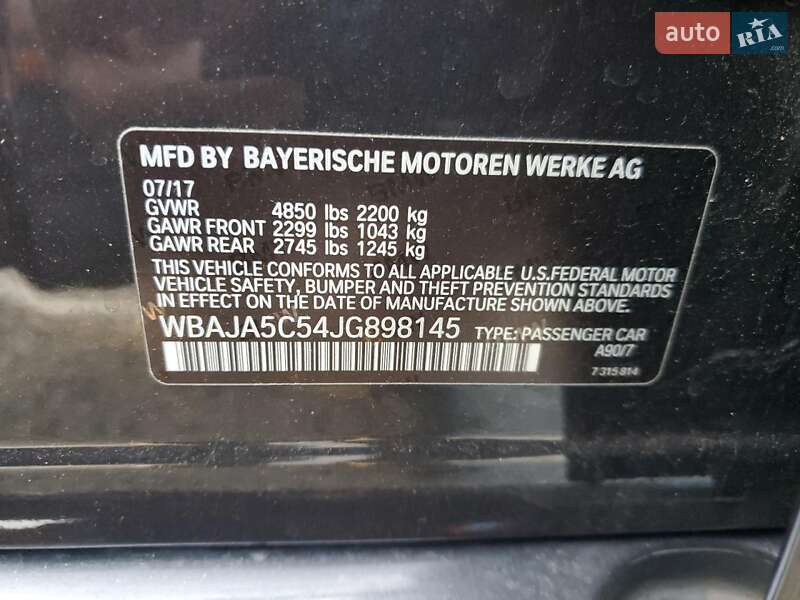 auto RIA.com
MFD BY BAYERISCHE MOTOREN WERKE AG
07/17
GVWR 4850 lbs 2200 kg
GAWR FRONT 2299 lbs 1043 kg
GAWR REAR 2745 lbs 1245 kg
THIS VEHICLE CONFORMS TO ALL APPLICABLE U.S.FEDERAL MOTOR
VEHICLE SAFETY, BUMPER AND THEFT PREVENTION STANDARDS
IN EFFECT ON THE DATE OF MANUFACTURE SHOWN ABOVE.
WBAJA5C54JG898145 TYPE: PASSENGER CAR
A90/7
7 315 814